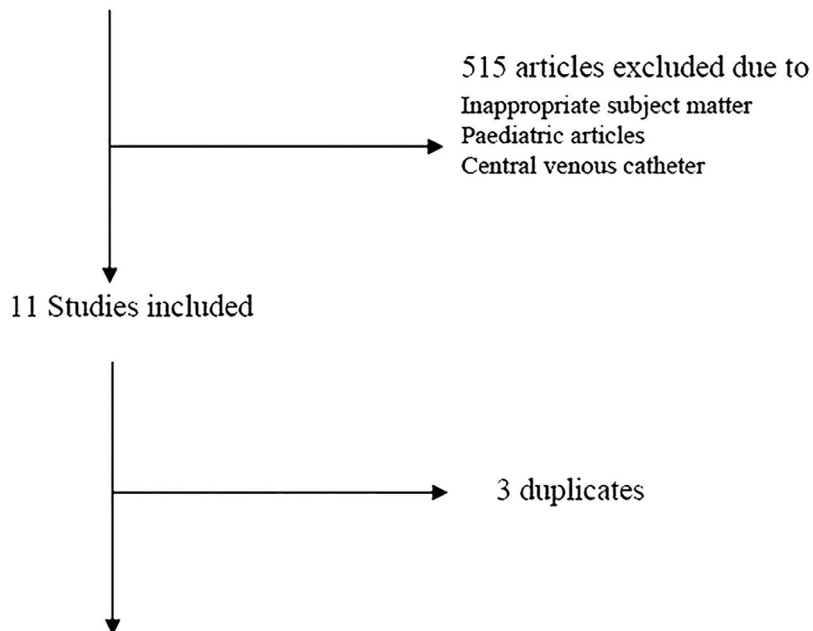 515 articles excluded due to
Inappropriate subject matter
Paediatric articles
Central venous catheter
11 Studies included
3 duplicates